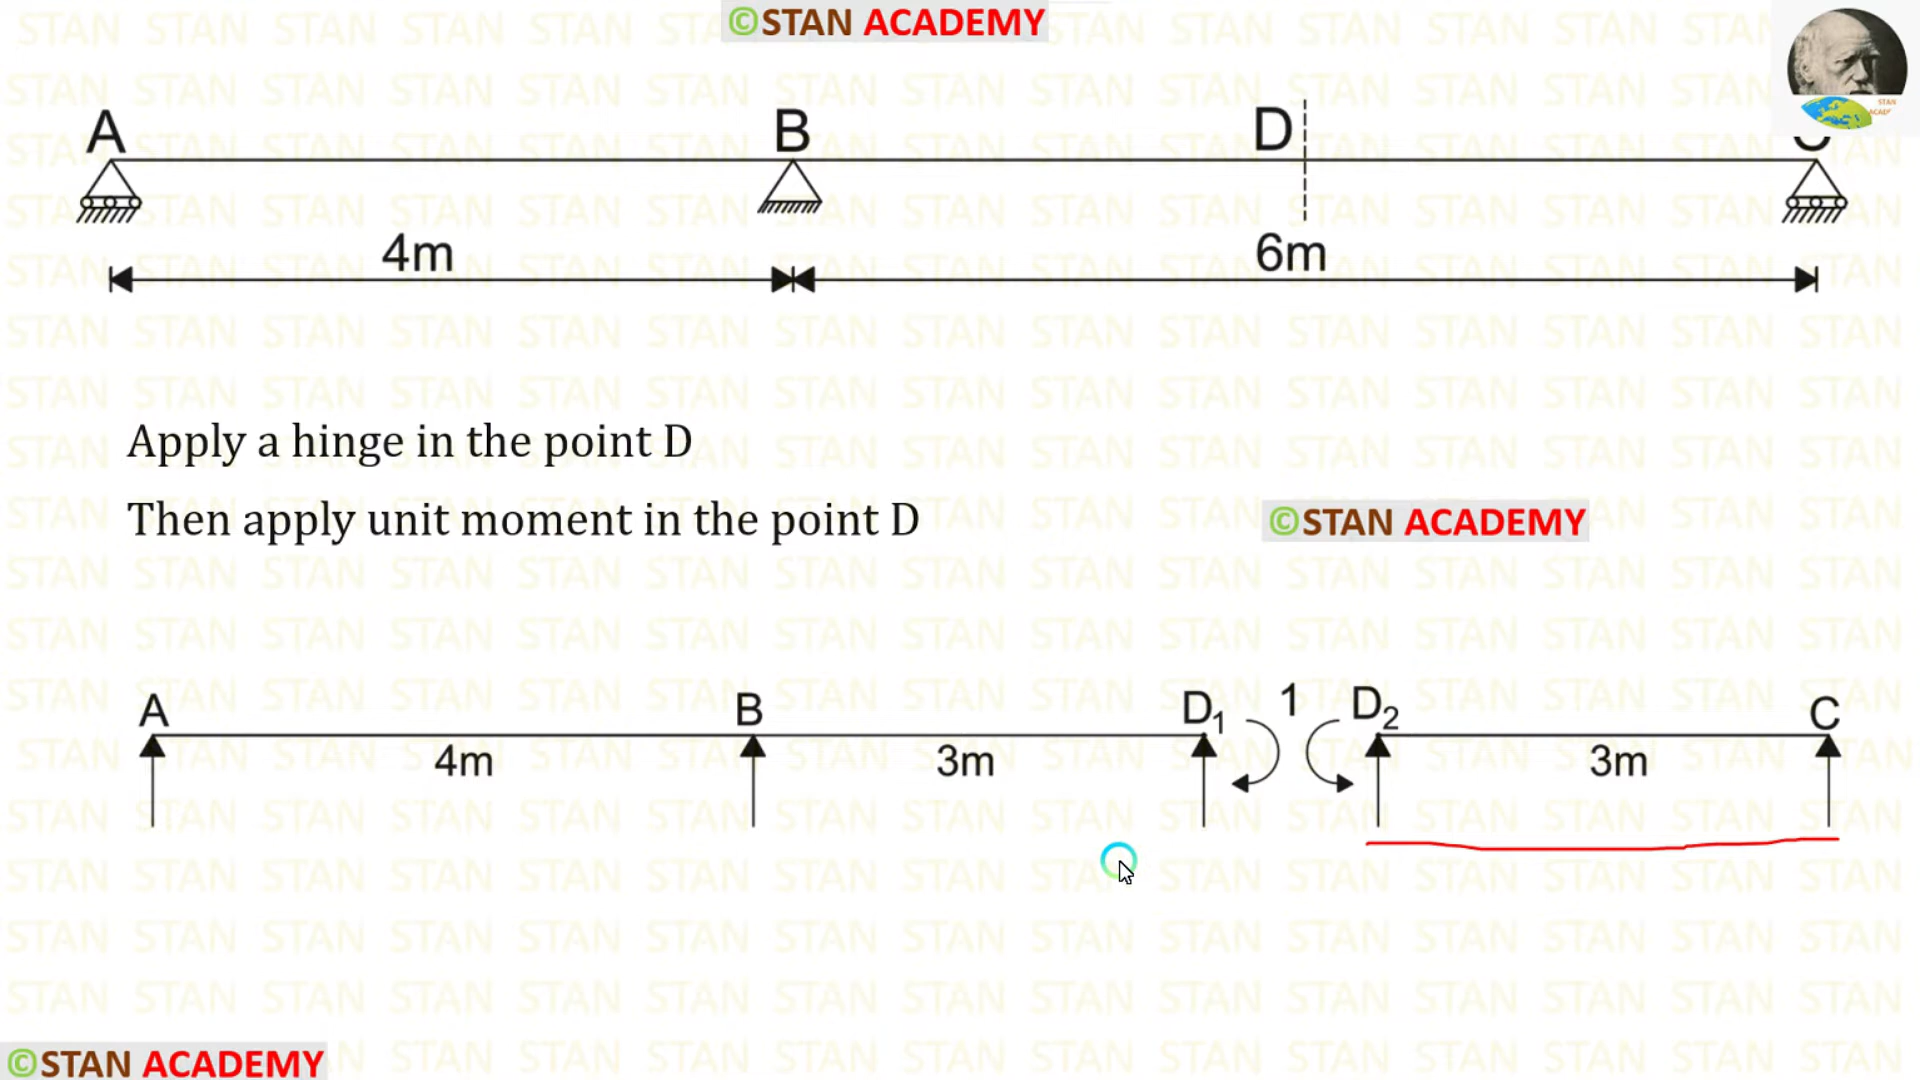 ©STAN ACADEMY
A B D
4m 6m
Apply a hinge in the point D
Then apply unit moment in the point D
©STAN ACADEMY
A B D₁ 1 D₂ C
4m 3m 3m
©STAN ACADEMY